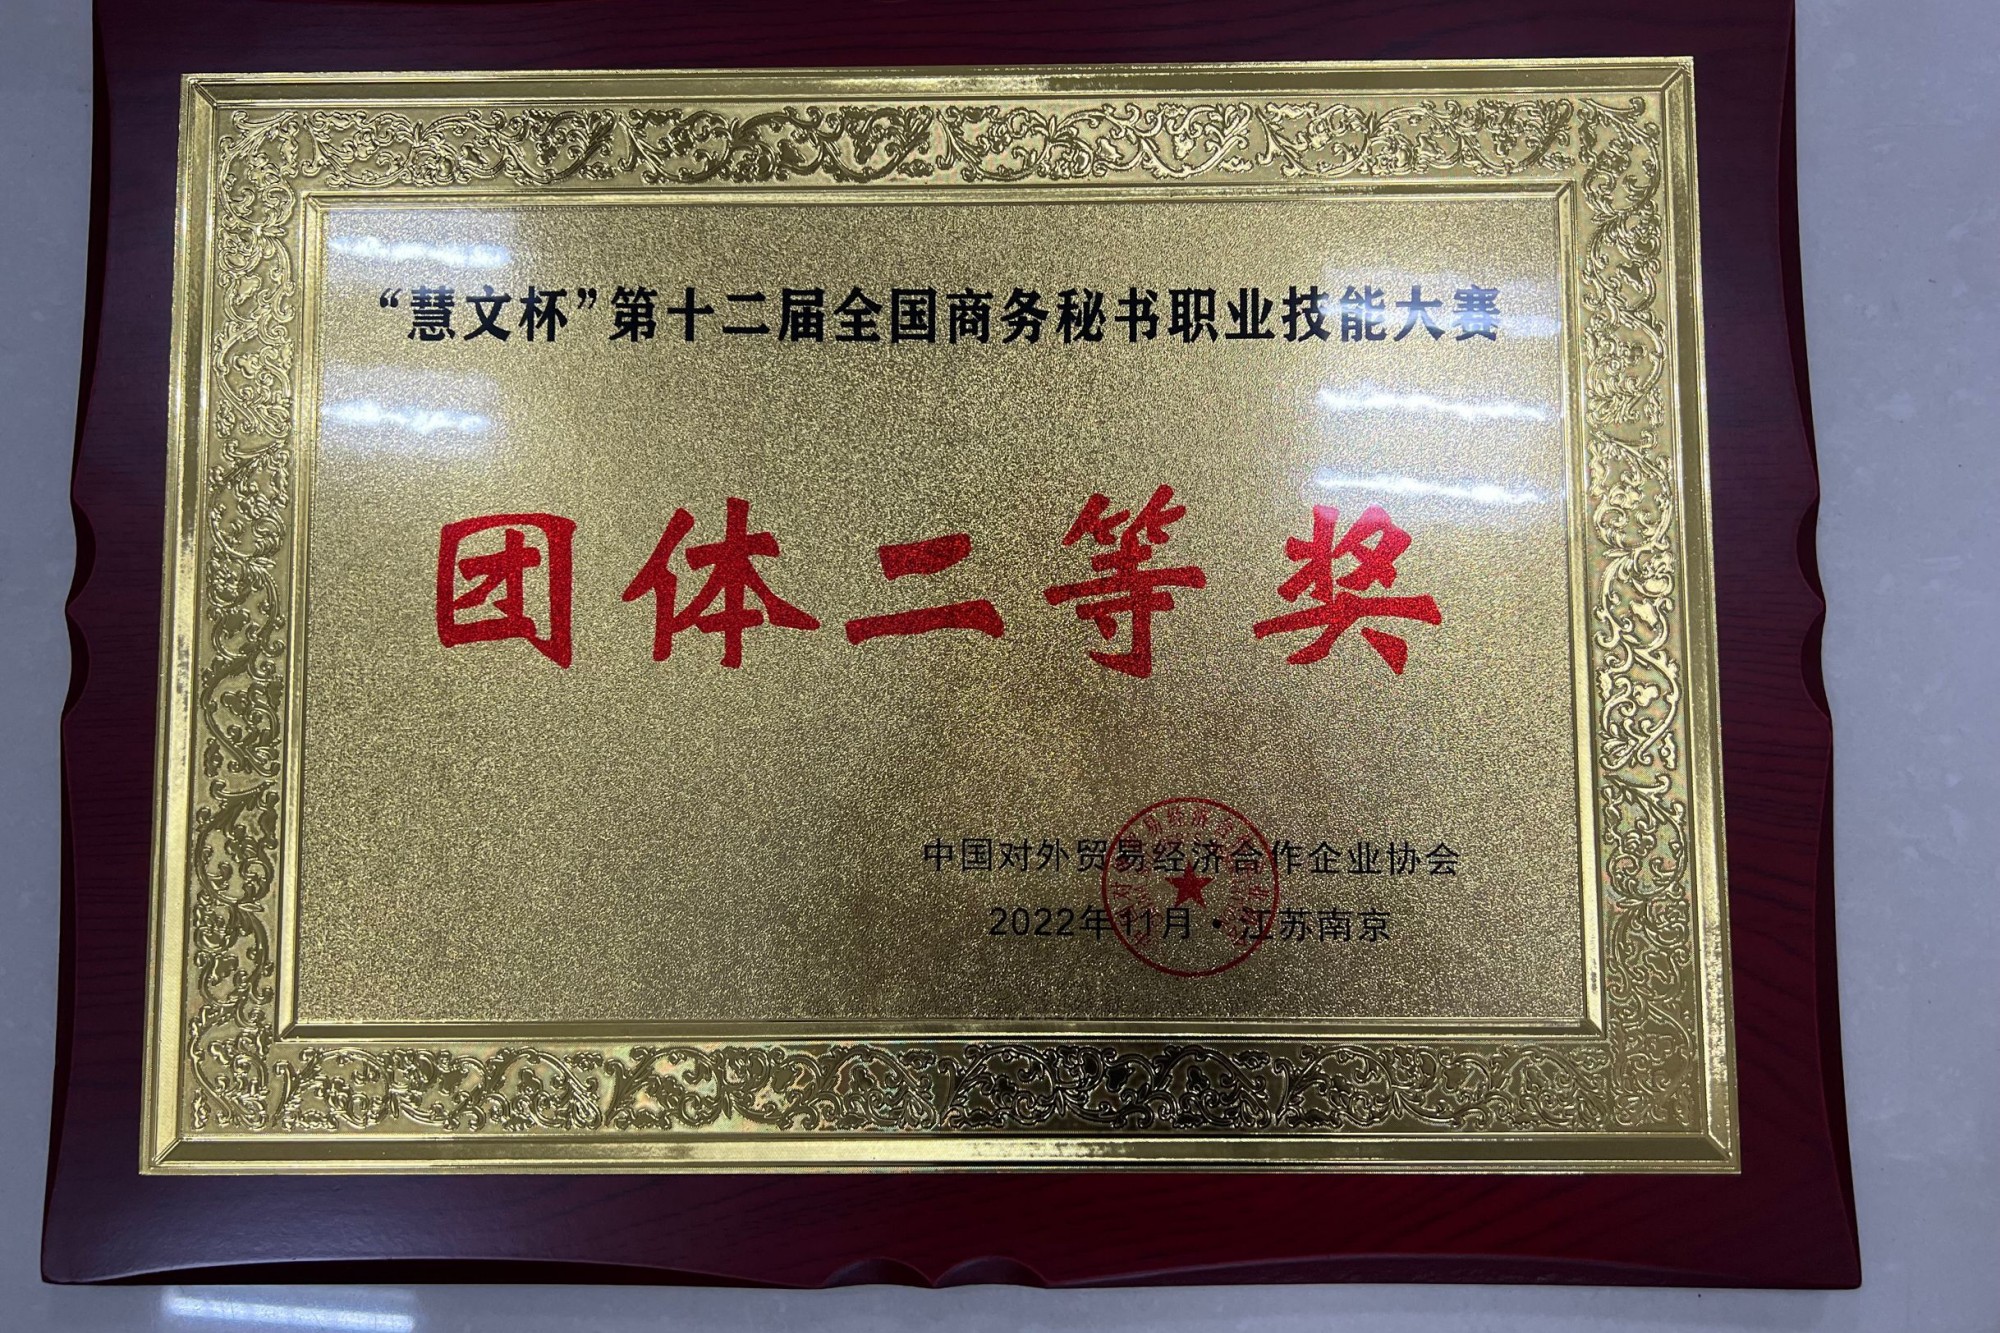 “慧文杯”第十二届全国商务秘书职业技能大赛
团体二等奖
中国对外贸易经济合作企业协会
2022年11月·江苏南京